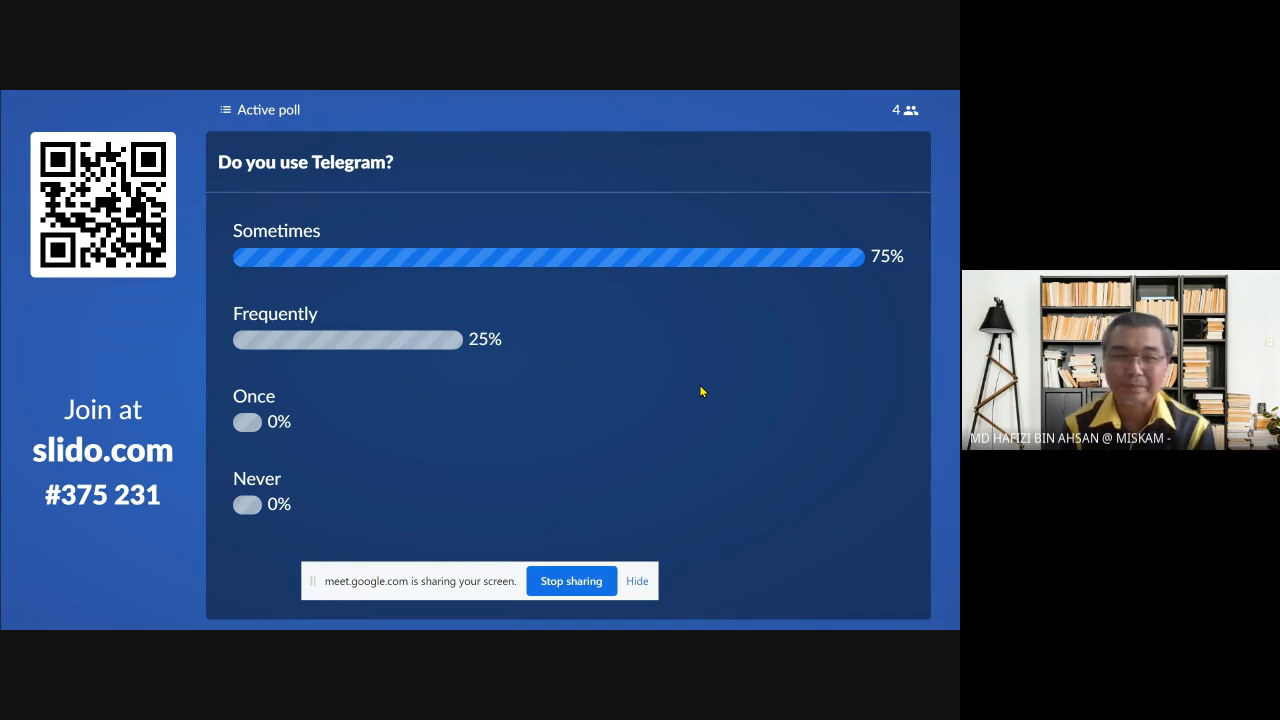 Active poll
4
Do you use Telegram?
Sometimes
75%
Frequently
25%
Once
0%
Never
0%
Join at
slido.com
#375 231
meet.google.com is sharing your screen.
Stop sharing
Hide
MD HAFIZI BIN AHSAN @ MISKAM -